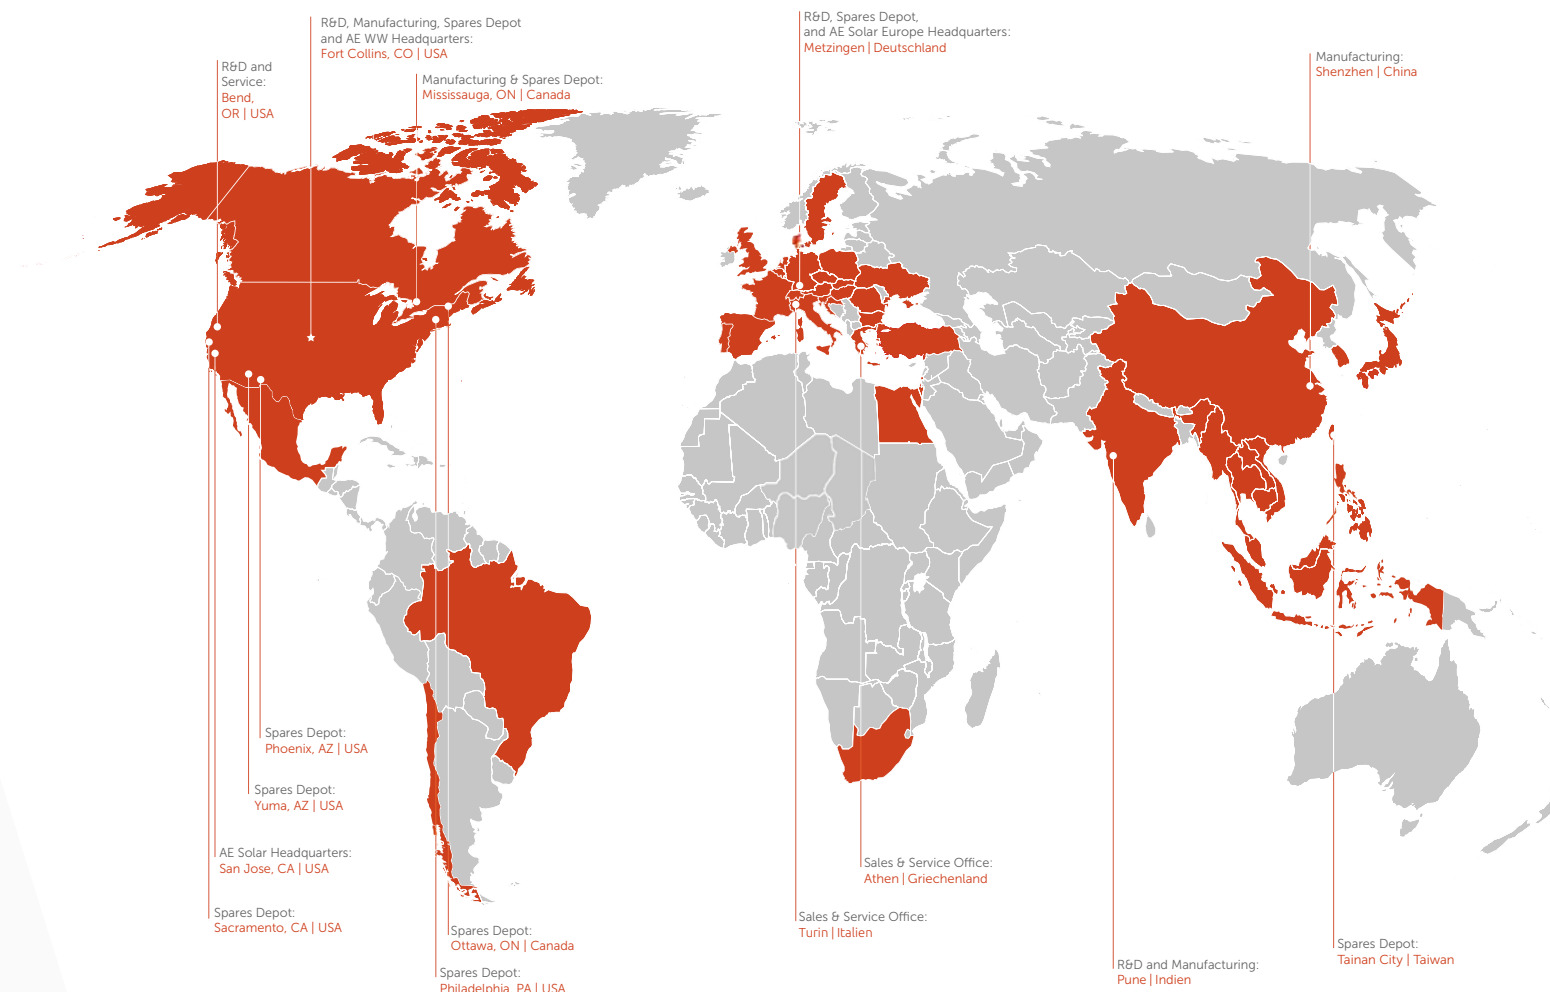 R&D, Manufacturing, Spares Depot
and AE WW Headquarters:
Fort Collins, CO | USA
R&D and
Service:
Bend,
OR | USA
Manufacturing & Spares Depot:
Mississauga, ON | Canada
R&D, Spares Depot,
and AE Solar Europe Headquarters:
Metzingen | Deutschland
Manufacturing:
Shenzhen | China
Spares Depot:
Phoenix, AZ | USA
Spares Depot:
Yuma, AZ | USA
AE Solar Headquarters:
San Jose, CA | USA
Spares Depot:
Sacramento, CA | USA
Spares Depot:
Ottawa, ON | Canada
Spares Depot:
Philadelphia, PA | USA
Sales & Service Office:
Athen | Griechenland
Sales & Service Office:
Turin | Italien
R&D and Manufacturing:
Pune | Indien
Spares Depot:
Tainan City | Taiwan